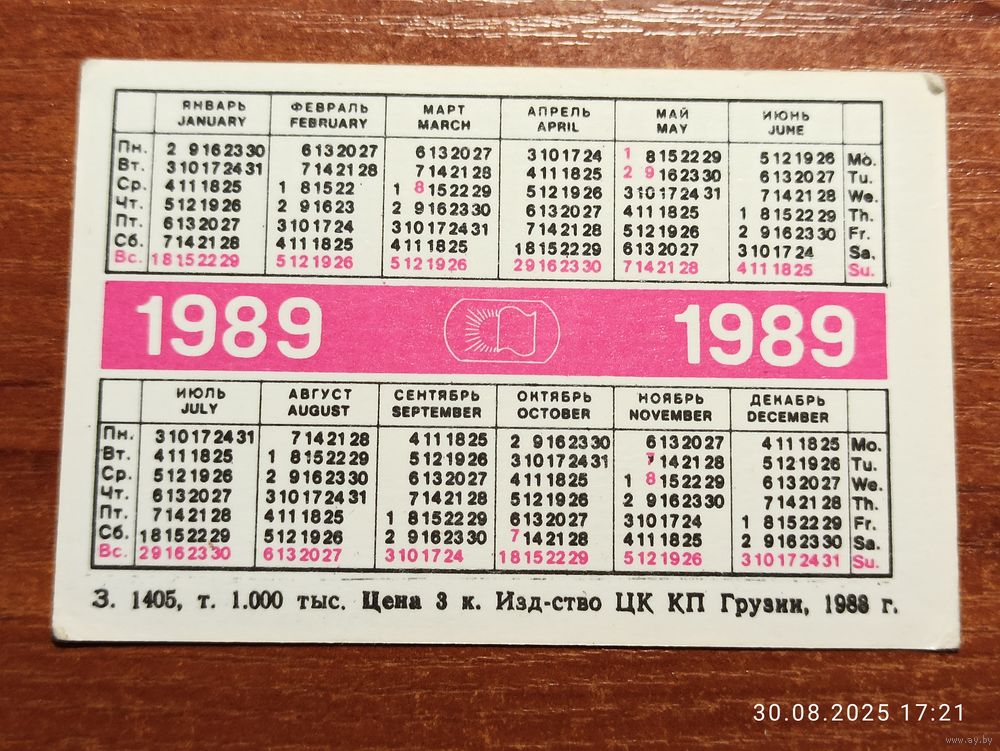 ЯНВАРЬ ФЕВРАЛЬ МАРТ АПРЕЛЬ МАЙ ИЮНЬ
JANUARY FEBRUARY MARCH APRIL MAY JUNE
Пн. 2 9 16 23 30 6 13 20 27 6 13 20 27 3 10 17 24 1 8 15 22 29 5 12 19 26 Mo.
Вт. 3 10 17 24 31 7 14 21 28 7 14 21 28 4 11 18 25 2 9 16 23 30 6 13 20 27 Tu.
Ср. 4 11 18 25 1 8 15 22 1 8 15 22 29 5 12 19 26 3 10 17 24 31 7 14 21 28 We.
Чт. 5 12 19 26 2 9 16 23 2 9 16 23 30 6 13 20 27 4 11 18 25 1 8 15 22 29 Th.
Пт. 6 13 20 27 3 10 17 24 3 10 17 24 31 7 14 21 28 5 12 19 26 2 9 16 23 30 Fr.
Сб. 7 14 21 28 4 11 18 25 4 11 18 25 1 8 15 22 29 6 13 20 27 3 10 17 24 Sa.
Вс. 1 8 15 22 29 5 12 19 26 5 12 19 26 2 9 16 23 30 7 14 21 28 4 11 18 25 Su.
1989 1989
ИЮЛЬ АВГУСТ СЕНТЯБРЬ ОКТЯБРЬ НОЯБРЬ ДЕКАБРЬ
JULY AUGUST SEPTEMBER OCTOBER NOVEMBER DECEMBER
Пн. 3 10 17 24 31 7 14 21 28 4 11 18 25 2 9 16 23 30 6 13 20 27 4 11 18 25 Mo.
Вт. 4 11 18 25 1 8 15 22 29 5 12 19 26 3 10 17 24 31 7 14 21 28 5 12 19 26 Tu.
Ср. 5 12 19 26 2 9 16 23 30 6 13 20 27 4 11 18 25 1 8 15 22 29 6 13 20 27 We.
Чт. 6 13 20 27 3 10 17 24 31 7 14 21 28 5 12 19 26 2 9 16 23 30 7 14 21 28 Th.
Пт. 7 14 21 28 4 11 18 25 1 8 15 22 29 6 13 20 27 3 10 17 24 1 8 15 22 29 Fr.
Сб. 1 8 15 22 29 5 12 19 26 2 9 16 23 30 7 14 21 28 4 11 18 25 2 9 16 23 30 Sa.
Вс. 2 9 16 23 30 6 13 20 27 3 10 17 24 1 8 15 22 29 5 12 19 26 3 10 17 24 31 Su.
З. 1405, т. 1.000 тыс. Цена 3 к. Изд-ство ЦК КП Грузии, 1988 г.
30.08.2025 17:21
www.ay.by